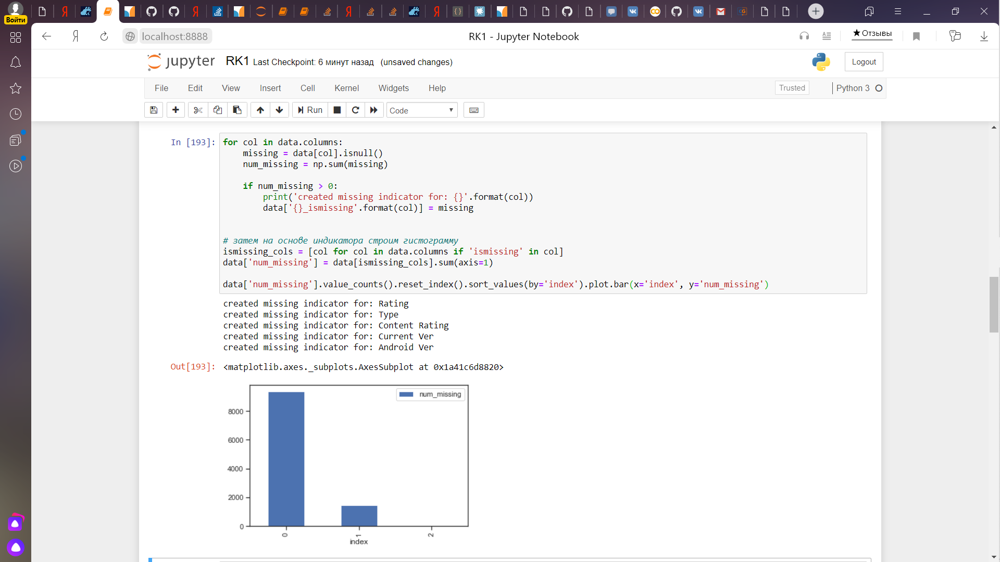 Войти
localhost:8888
RK1 - Jupyter Notebook
★ Отзывы
jupyter RK1 Last Checkpoint: 6 минут назад (unsaved changes)
Logout
File Edit View Insert Cell Kernel Widgets Help
Trusted
Python 3
Run
Code
In [193]:
for col in data.columns:
    missing = data[col].isnull()
    num_missing = np.sum(missing)
    if num_missing > 0:
        print('created missing indicator for: {}'.format(col))
        data['{}_ismissing'.format(col)] = missing
# затем на основе индикатора строим гистограмму
ismissing_cols = [col for col in data.columns if 'ismissing' in col]
data['num_missing'] = data[ismissing_cols].sum(axis=1)
data['num_missing'].value_counts().reset_index().sort_values(by='index').plot.bar(x='index', y='num_missing')
created missing indicator for: Rating
created missing indicator for: Type
created missing indicator for: Content Rating
created missing indicator for: Current Ver
created missing indicator for: Android Ver
Out[193]:
<matplotlib.axes._subplots.AxesSubplot at 0x1a41c6d8820>
num_missing
8000
6000
4000
2000
0
0 1 2
index